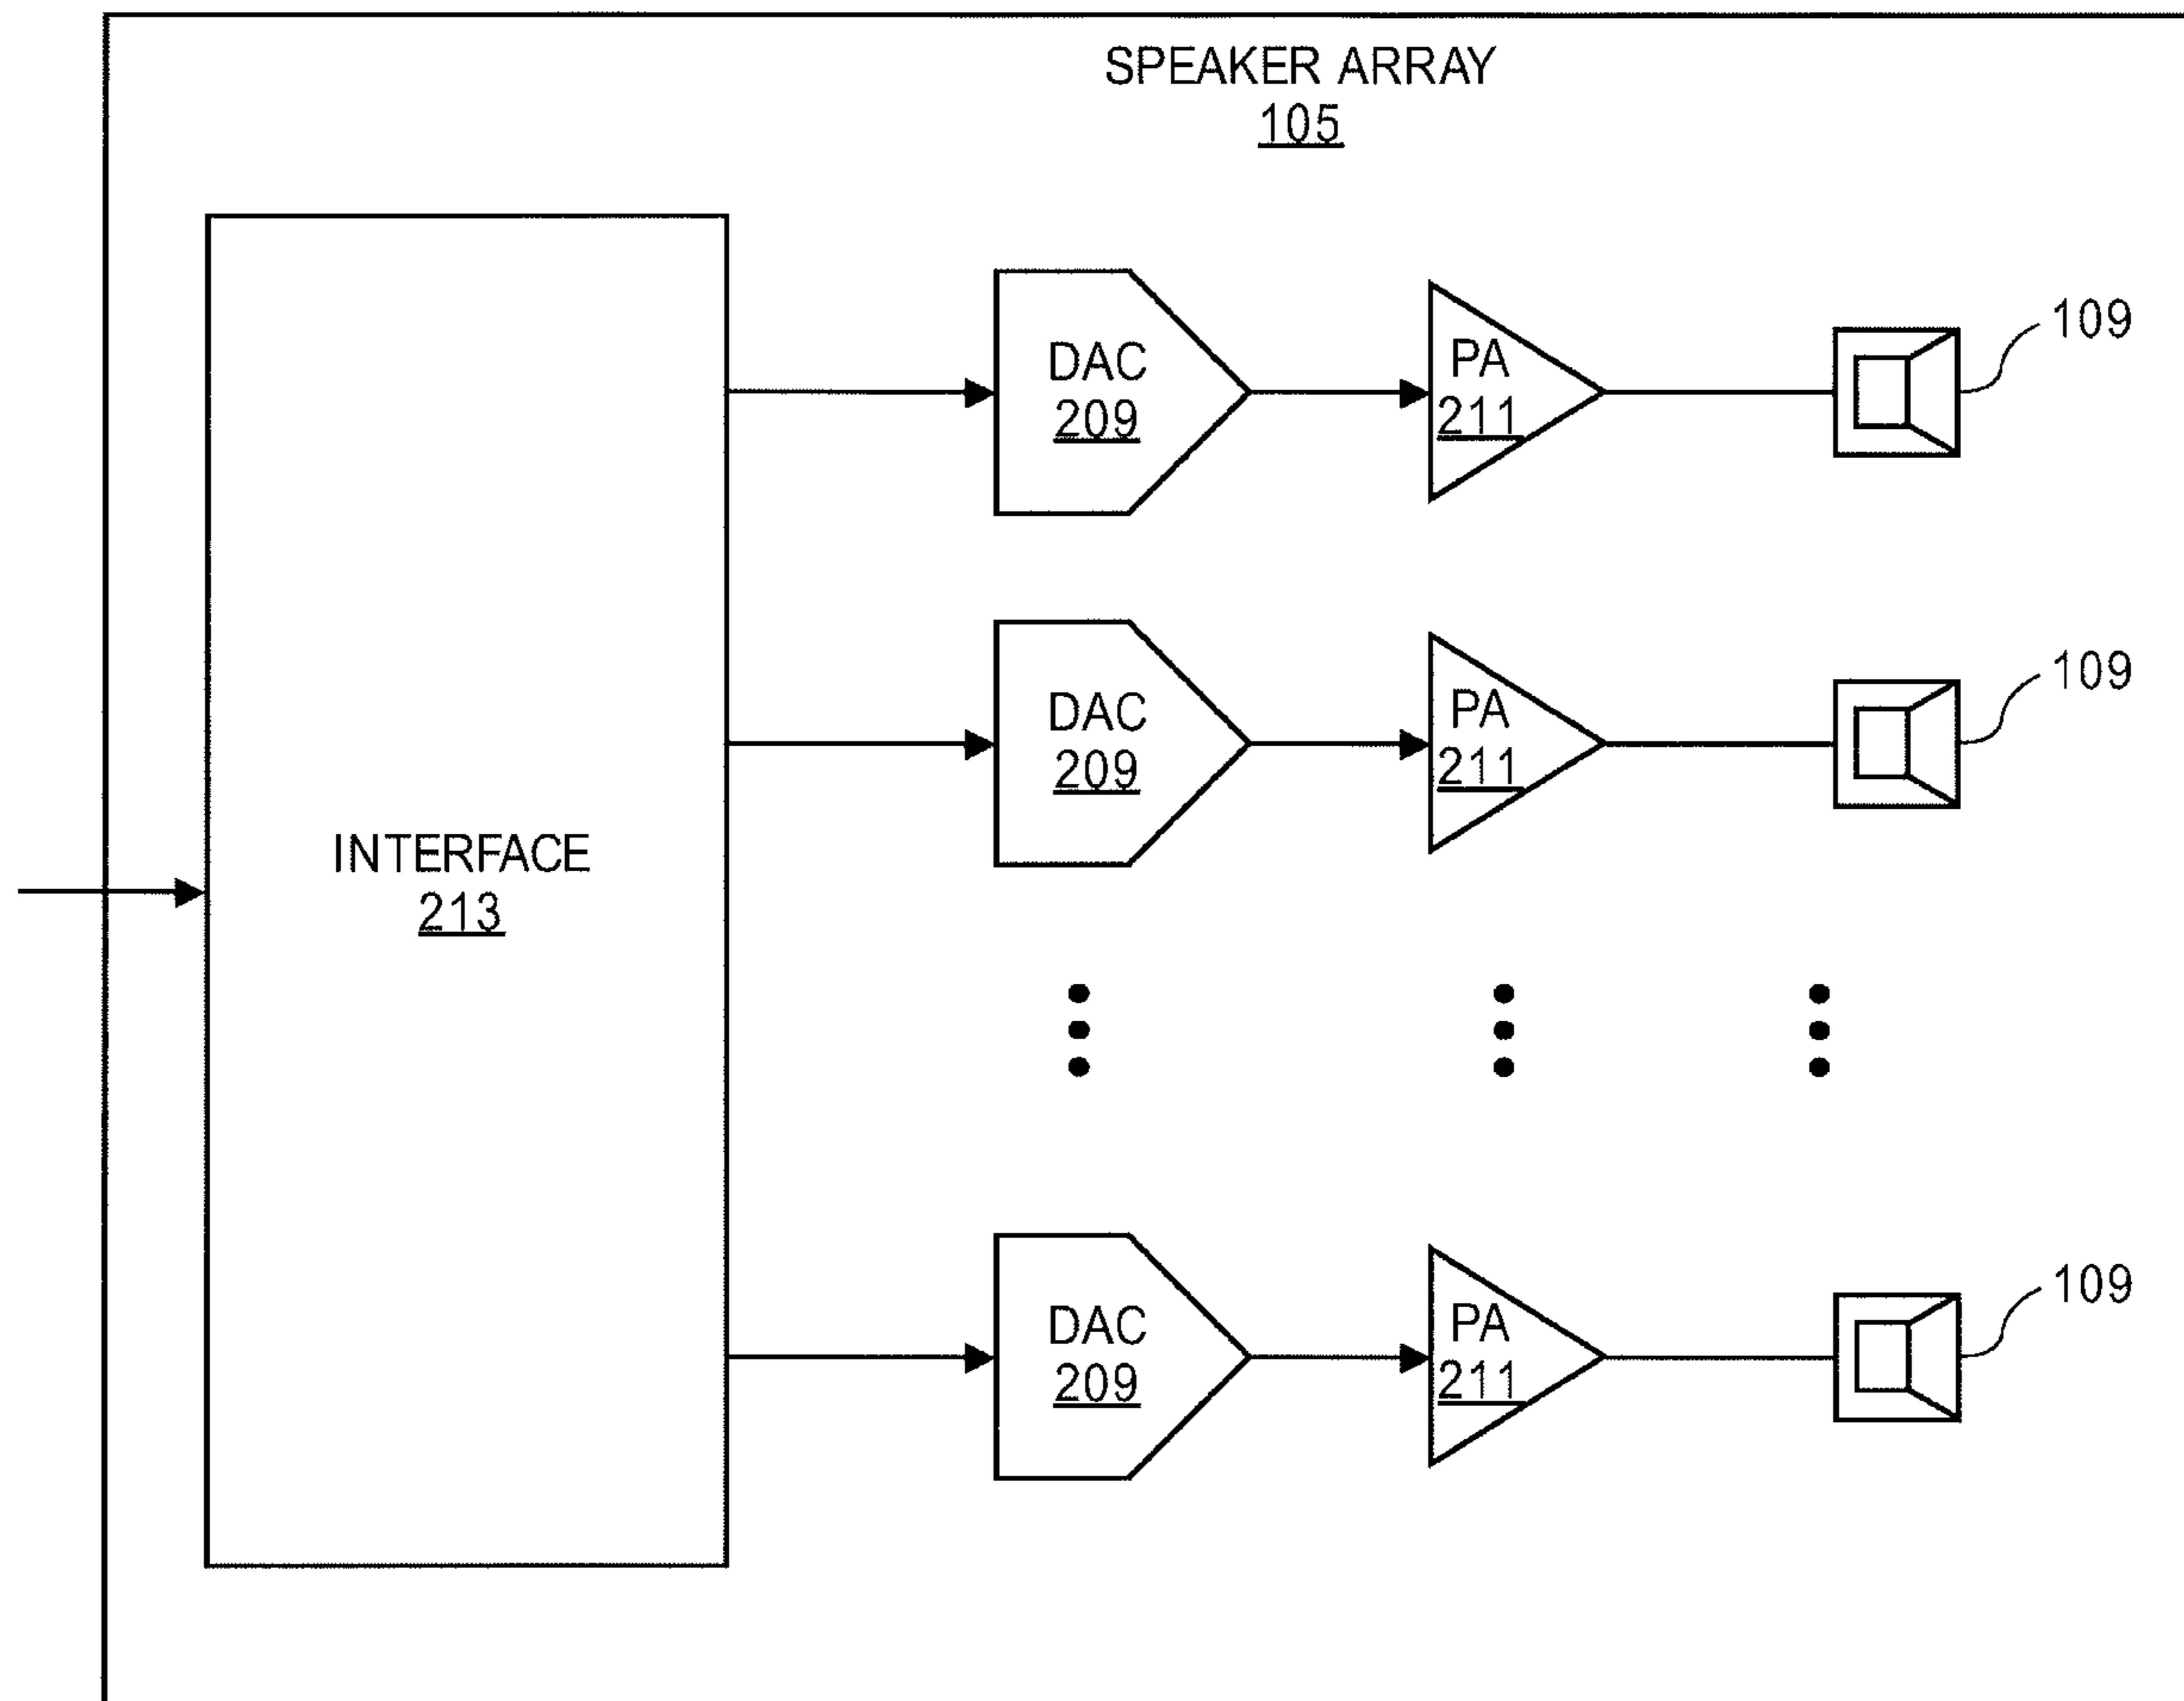 SPEAKER ARRAY
105
DAC
209
PA
211
109
DAC
209
PA
211
109
INTERFACE
213
DAC
209
PA
211
109